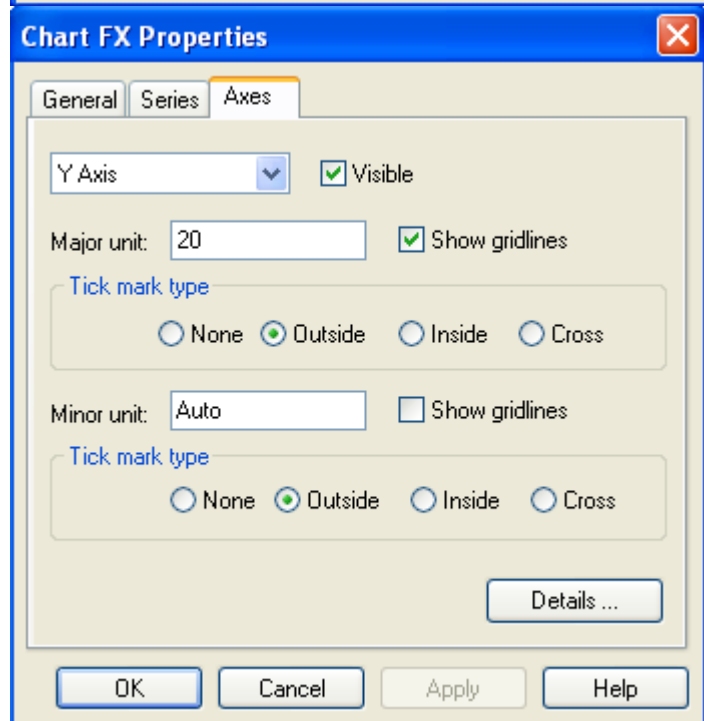 Chart FX Properties
General Series Axes
Y Axis Visible
Major unit: 20 Show gridlines
Tick mark type
None Outside Inside Cross
Minor unit: Auto Show gridlines
Tick mark type
None Outside Inside Cross
Details ...
OK Cancel Apply Help